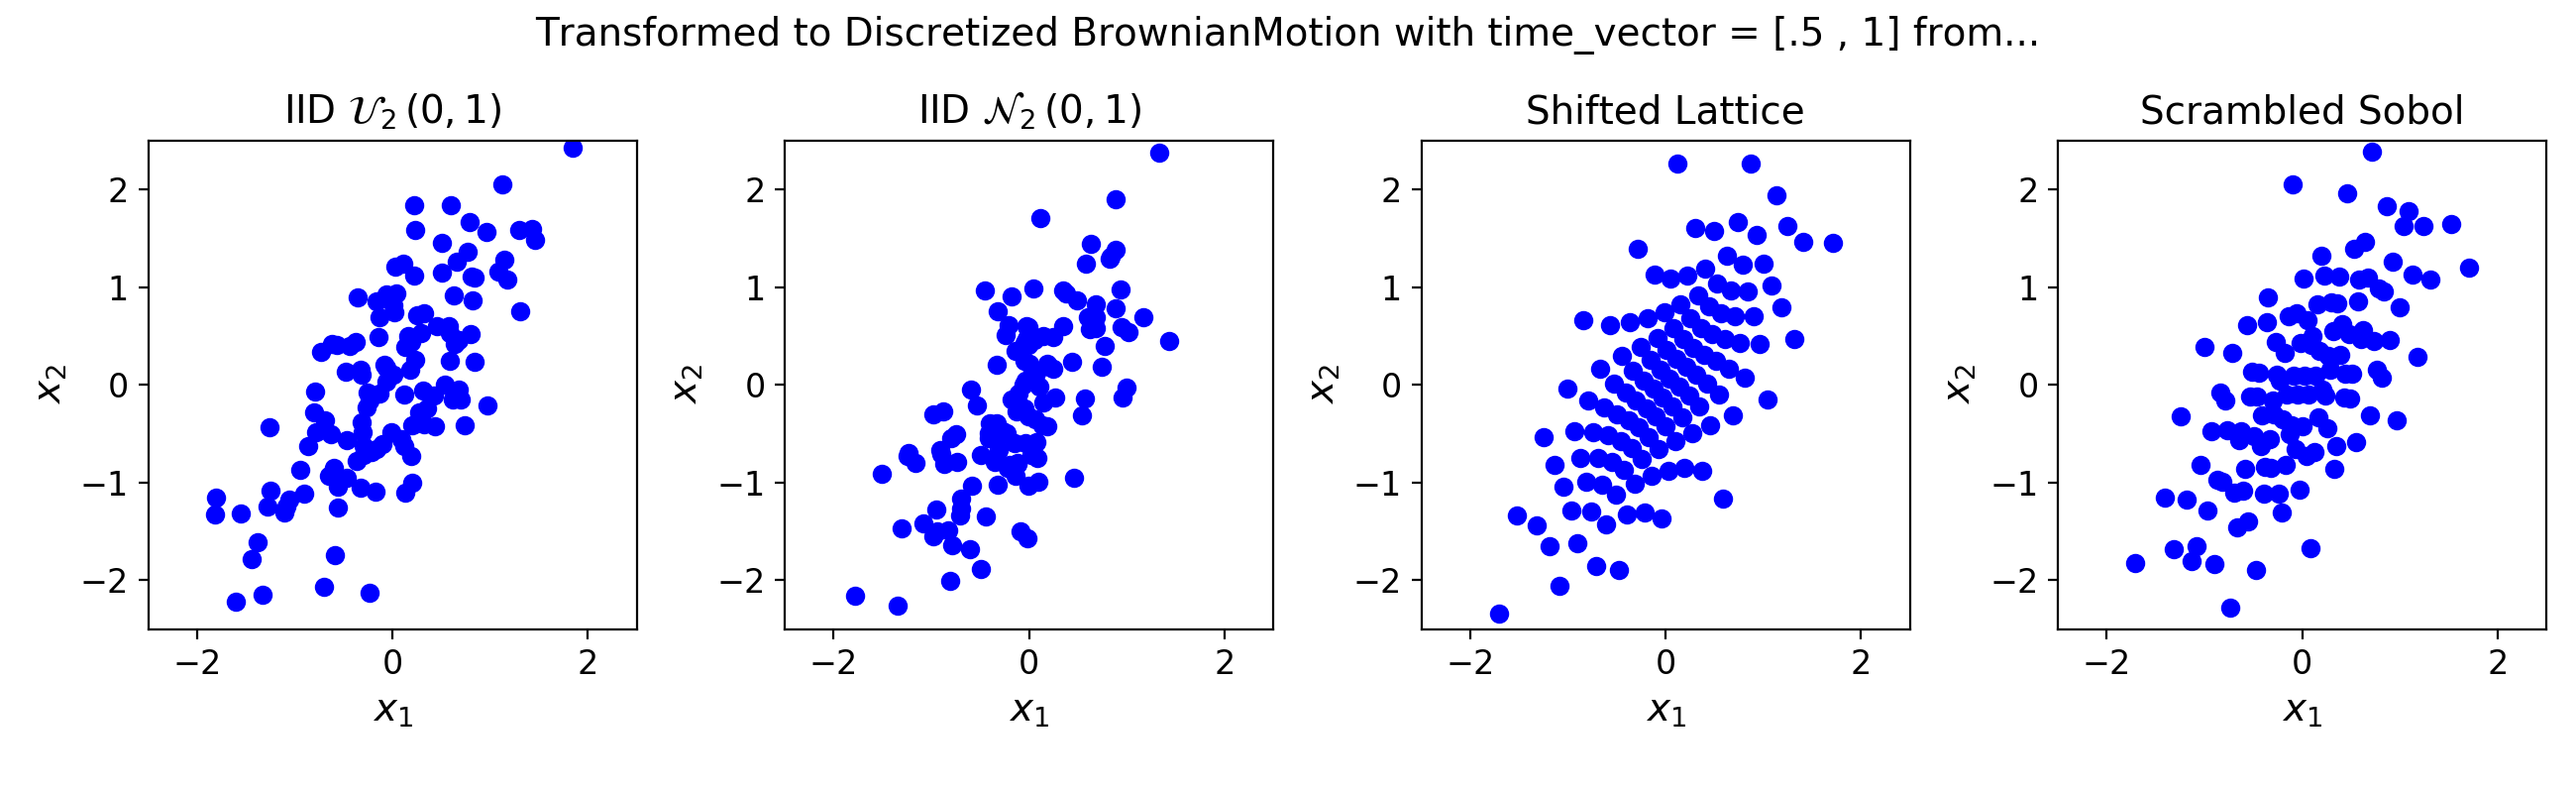 Transformed to Discretized BrownianMotion with time_vector = [.5 , 1] from...
IID 𝒰₂ (0, 1)
2
1
0
−1
−2
x₂
−2 0 2
x₁
IID 𝒩₂ (0, 1)
2
1
0
−1
−2
x₂
−2 0 2
x₁
Shifted Lattice
2
1
0
−1
−2
x₂
−2 0 2
x₁
Scrambled Sobol
2
1
0
−1
−2
x₂
−2 0 2
x₁